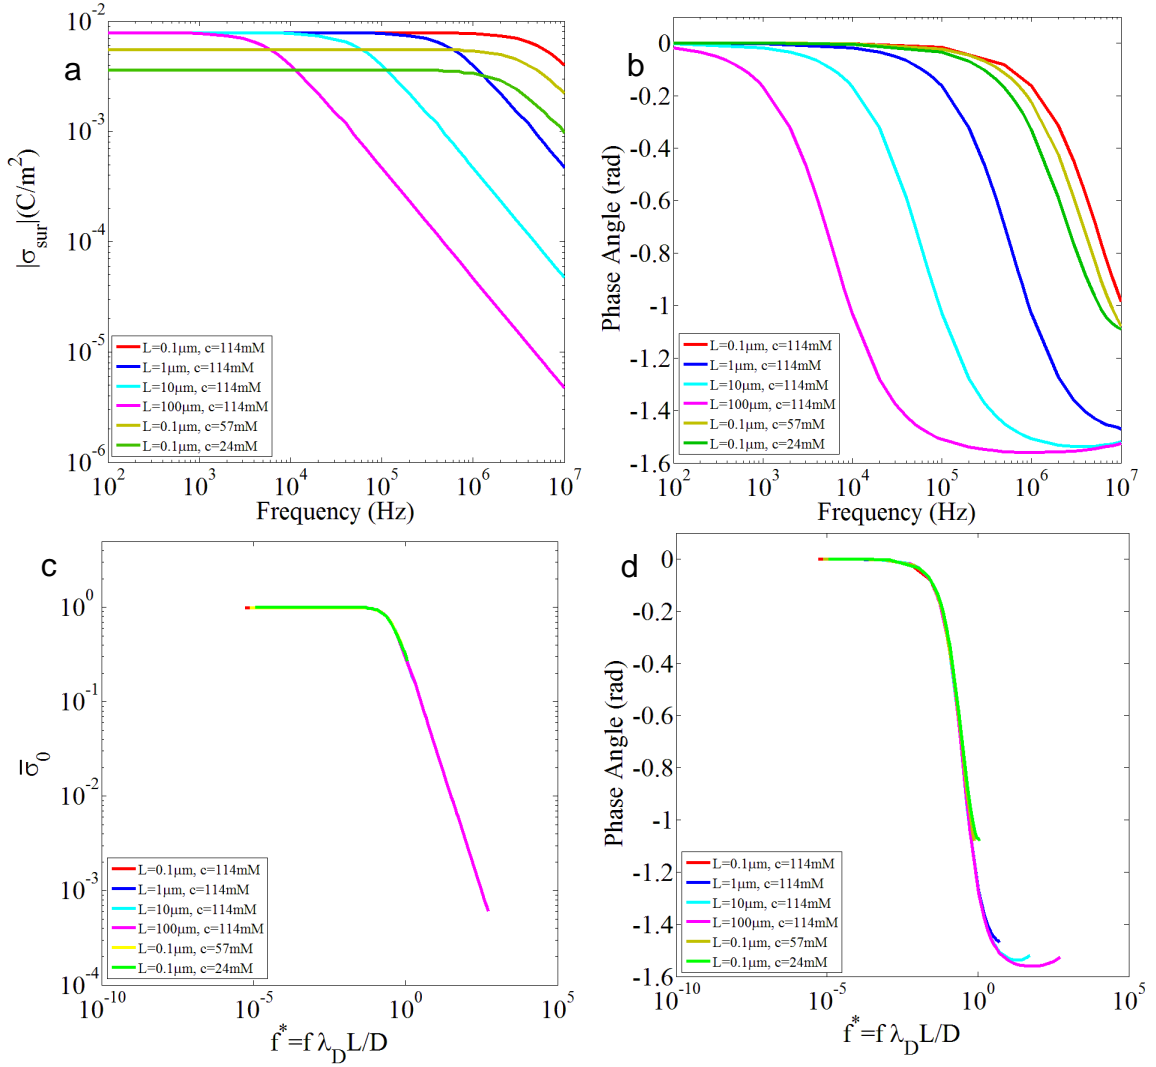 a
10^-2
10^-3
10^-4
10^-5
10^-6
|σ_sur|(C/m^2)
L=0.1μm, c=114mM
L=1μm, c=114mM
L=10μm, c=114mM
L=100μm, c=114mM
L=0.1μm, c=57mM
L=0.1μm, c=24mM
10^2 10^3 10^4 10^5 10^6 10^7
Frequency (Hz)
b
0
-0.2
-0.4
-0.6
-0.8
-1
-1.2
-1.4
-1.6
Phase Angle (rad)
L=0.1μm, c=114mM
L=1μm, c=114mM
L=10μm, c=114mM
L=100μm, c=114mM
L=0.1μm, c=57mM
L=0.1μm, c=24mM
10^2 10^3 10^4 10^5 10^6 10^7
Frequency (Hz)
c
10^0
10^-1
10^-2
10^-3
10^-4
σ̅_0
L=0.1μm, c=114mM
L=1μm, c=114mM
L=10μm, c=114mM
L=100μm, c=114mM
L=0.1μm, c=57mM
L=0.1μm, c=24mM
10^-10 10^-5 10^0 10^5
f^*=f λ_D L/D
d
0
-0.2
-0.4
-0.6
-0.8
-1
-1.2
-1.4
-1.6
Phase Angle (rad)
L=0.1μm, c=114mM
L=1μm, c=114mM
L=10μm, c=114mM
L=100μm, c=114mM
L=0.1μm, c=57mM
L=0.1μm, c=24mM
10^-10 10^-5 10^0 10^5
f^*=f λ_D L/D